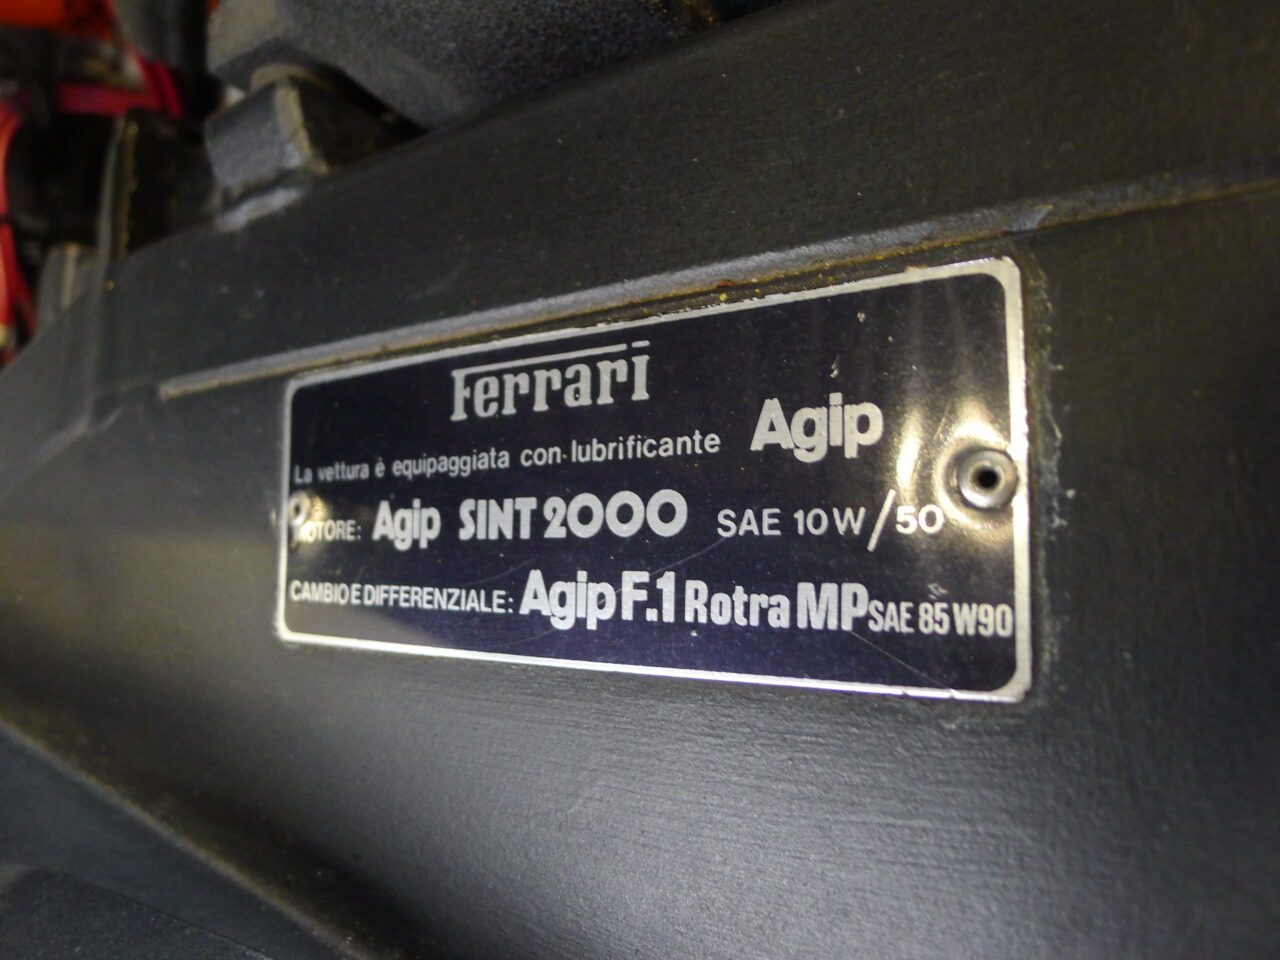 Ferrari
La vettura è equipaggiata con lubrificante Agip
MOTORE: Agip SINT 2000 SAE 10W/50
CAMBIO E DIFFERENZIALE: Agip F.1 Rotra MP SAE 85 W90